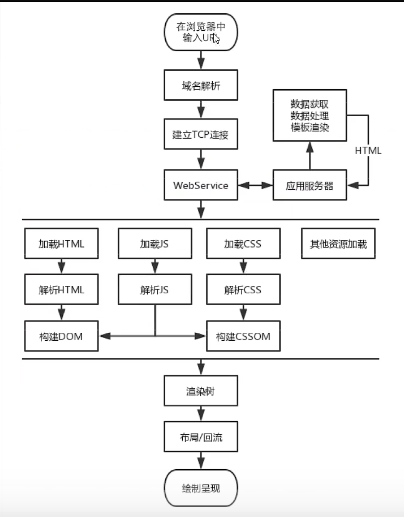 在浏览器中
输入URL
域名解析
建立TCP连接
WebService
数据获取
数据处理
模板渲染
HTML
应用服务器
加载HTML
加载JS
加载CSS
其他资源加载
解析HTML
解析JS
解析CSS
构建DOM
构建CSSOM
渲染树
布局/回流
绘制呈现